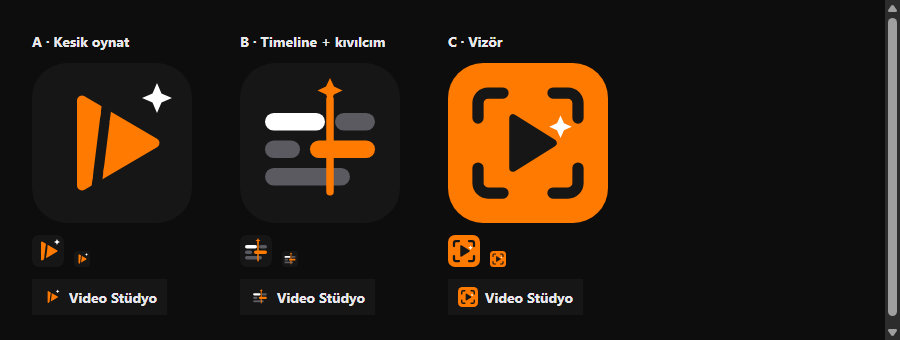 A · Kesik oynat
B · Timeline + kıvılcım
C · Vizör
Video Stüdyo
Video Stüdyo
Video Stüdyo